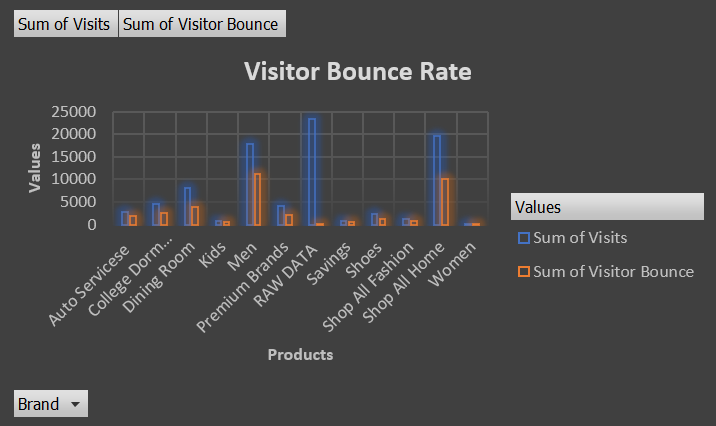 Sum of Visits Sum of Visitor Bounce
Visitor Bounce Rate
25000
20000
15000
10000
5000
0
Values
Auto Servicese
College Dorm...
Dining Room
Kids
Men
Premium Brands
RAW DATA
Savings
Shoes
Shop All Fashion
Shop All Home
Women
Products
Values
Sum of Visits
Sum of Visitor Bounce
Brand